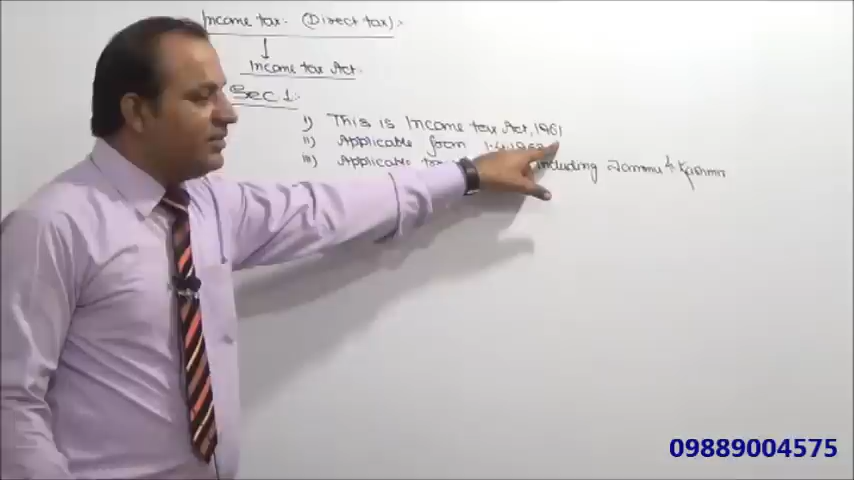 Income tax. (Direct tax):
Income tax Act.
Sec 1:
i) This is Income tax Act, 1961
ii) Applicable from 1.4.1962
iii) Applicable to including Jammu & Kashmir
09889004575